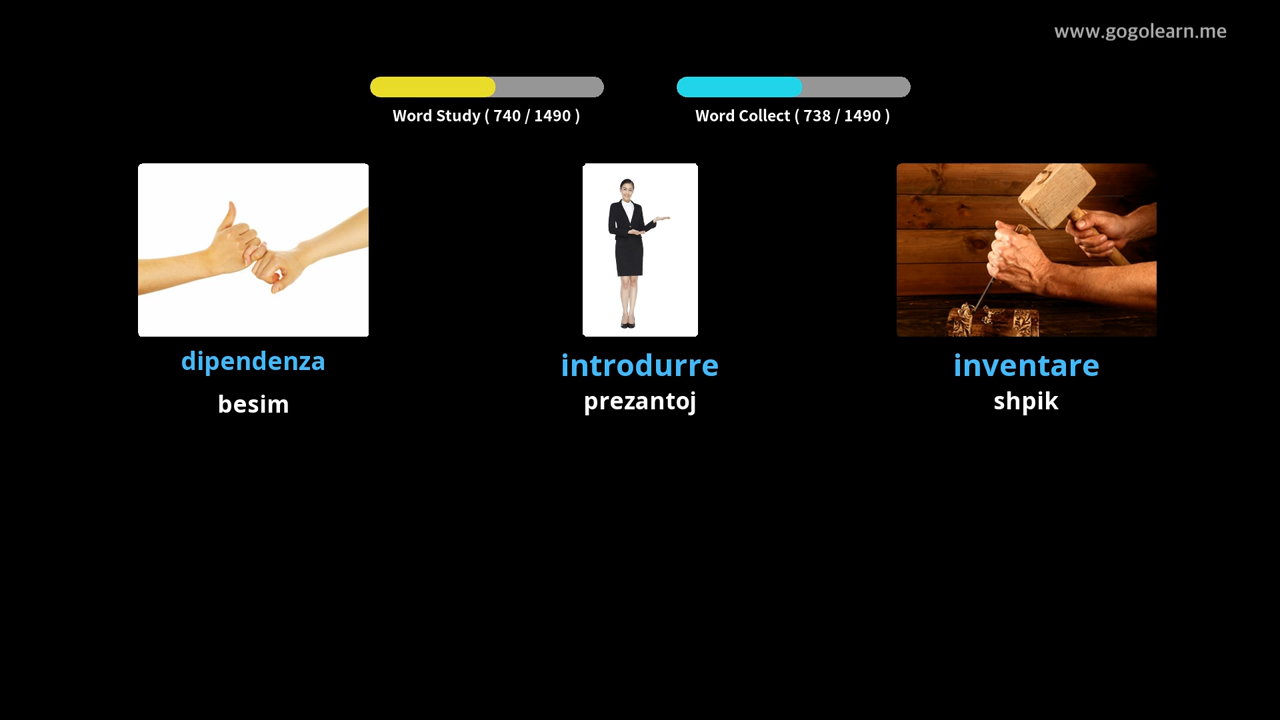 www.gogolearn.me
Word Study ( 740 / 1490 )
Word Collect ( 738 / 1490 )
dipendenza
introdurre
inventare
besim
prezantoj
shpik